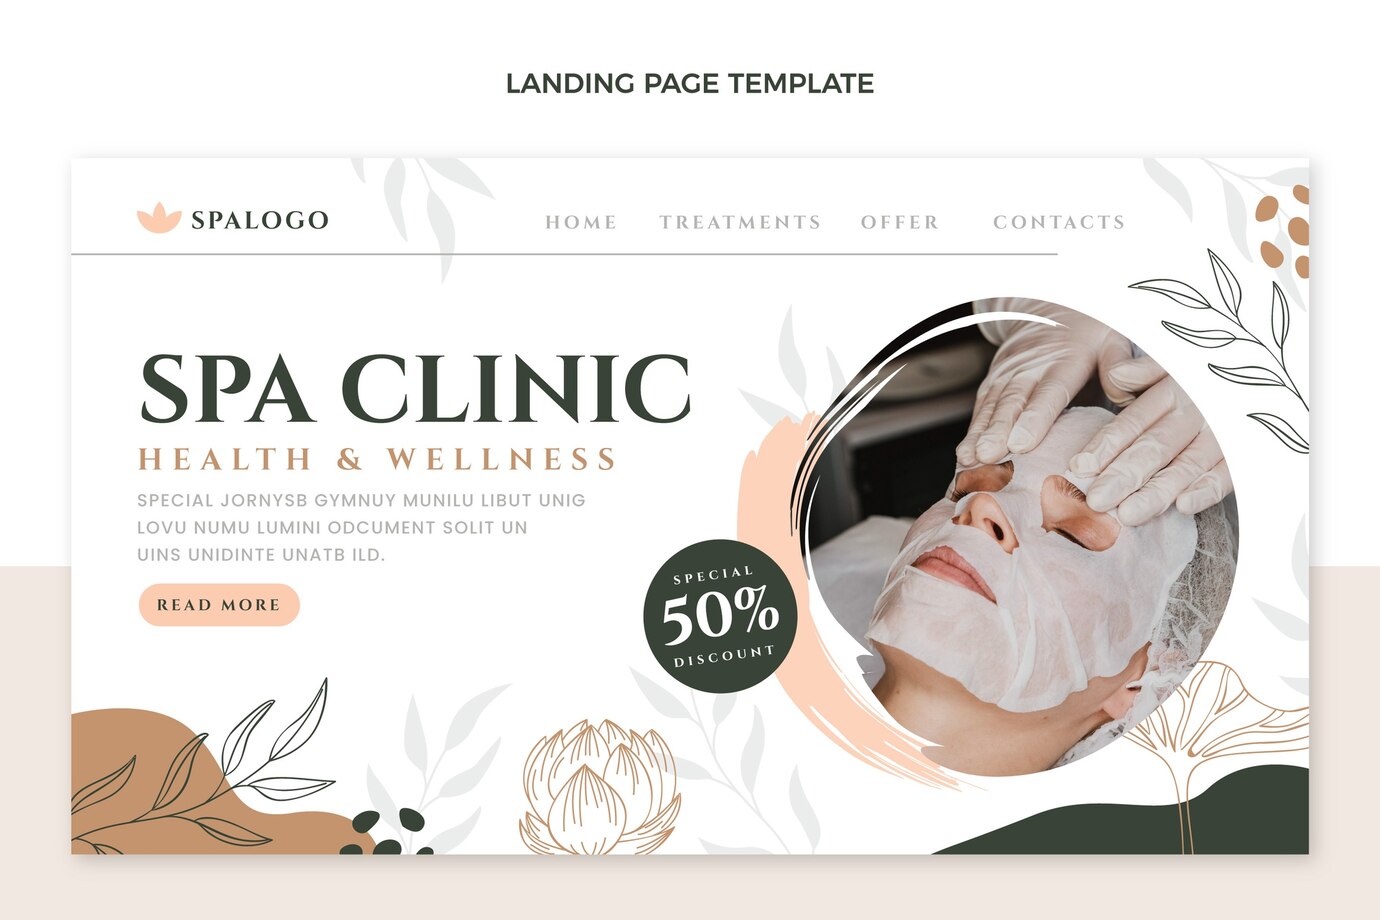 LANDING PAGE TEMPLATE
SPALOGO
HOME TREATMENTS OFFER CONTACTS
SPA CLINIC
HEALTH & WELLNESS
SPECIAL JORNYSB GYMNUY MUNILU LIBUT UNIG
LOVU NUMU LUMINI ODCUMENT SOLIT UN
UINS UNIDINTE UNATB ILD.
READ MORE
SPECIAL
50%
DISCOUNT